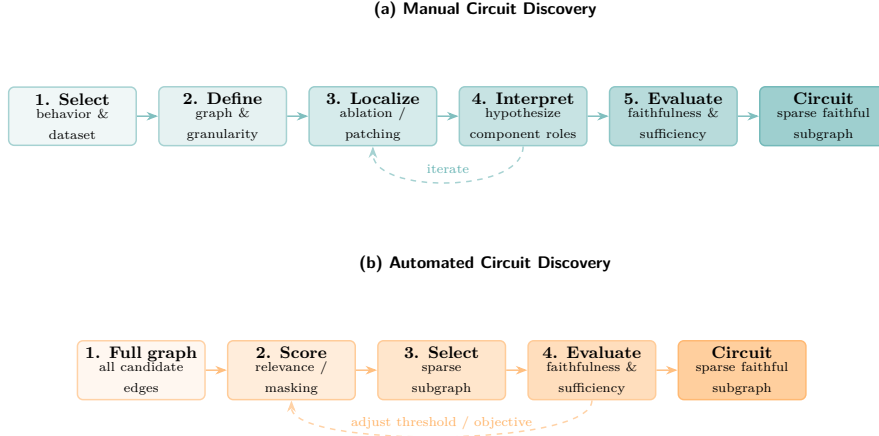 (a) Manual Circuit Discovery
1. Select
behavior &
dataset
2. Define
graph &
granularity
3. Localize
ablation /
patching
4. Interpret
hypothesize
component roles
5. Evaluate
faithfulness &
sufficiency
Circuit
sparse faithful
subgraph
iterate
(b) Automated Circuit Discovery
1. Full graph
all candidate
edges
2. Score
relevance /
masking
3. Select
sparse
subgraph
4. Evaluate
faithfulness &
sufficiency
Circuit
sparse faithful
subgraph
adjust threshold / objective